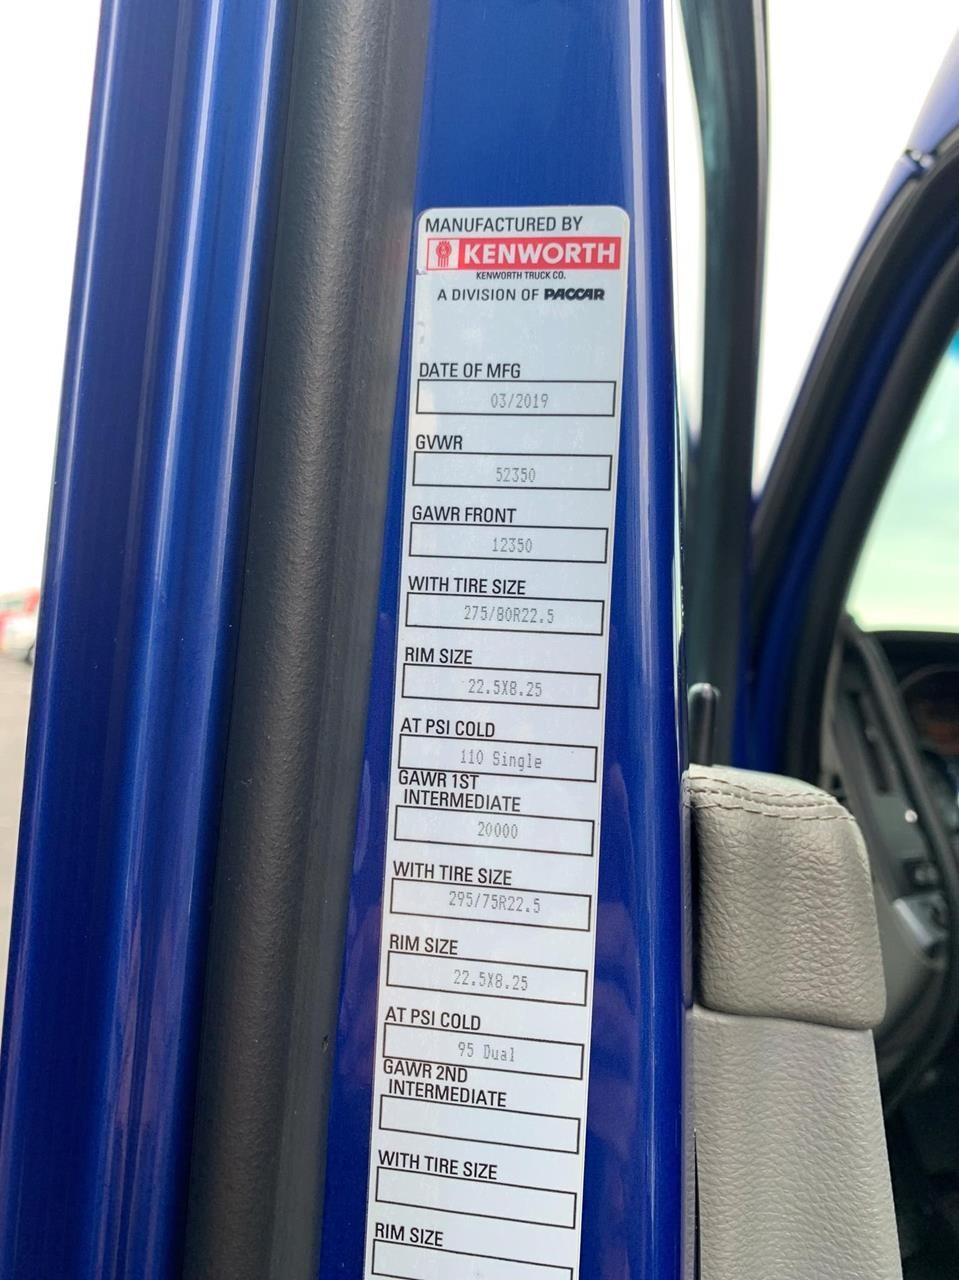 MANUFACTURED BY
KENWORTH
KENWORTH TRUCK CO.
A DIVISION OF PACCAR
DATE OF MFG
03/2019
GVWR
52350
GAWR FRONT
12350
WITH TIRE SIZE
275/80R22.5
RIM SIZE
22.5X8.25
AT PSI COLD
110 Single
GAWR 1ST
INTERMEDIATE
20000
WITH TIRE SIZE
295/75R22.5
RIM SIZE
22.5X8.25
AT PSI COLD
95 Dual
GAWR 2ND
INTERMEDIATE
WITH TIRE SIZE
RIM SIZE